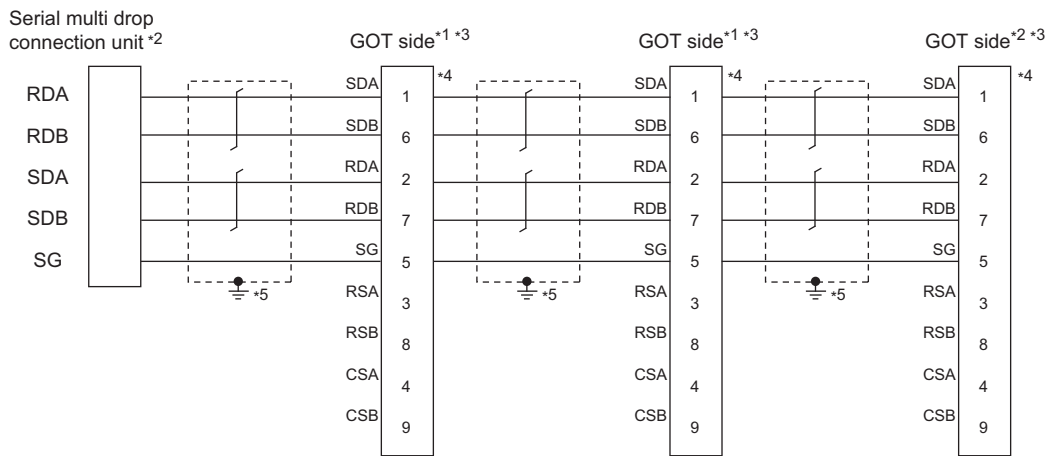 Serial multi drop
connection unit *2
GOT side*1 *3
GOT side*1 *3
GOT side*2 *3
RDA SDA 1 *4 SDA 1 *4 SDA 1 *4
RDB SDB 6 SDB 6 SDB 6
SDA RDA 2 RDA 2 RDA 2
SDB RDB 7 RDB 7 RDB 7
SG SG 5 SG 5 SG 5
*5 RSA 3 *5 RSA 3 *5 RSA 3
RSB 8 RSB 8 RSB 8
CSA 4 CSA 4 CSA 4
CSB 9 CSB 9 CSB 9